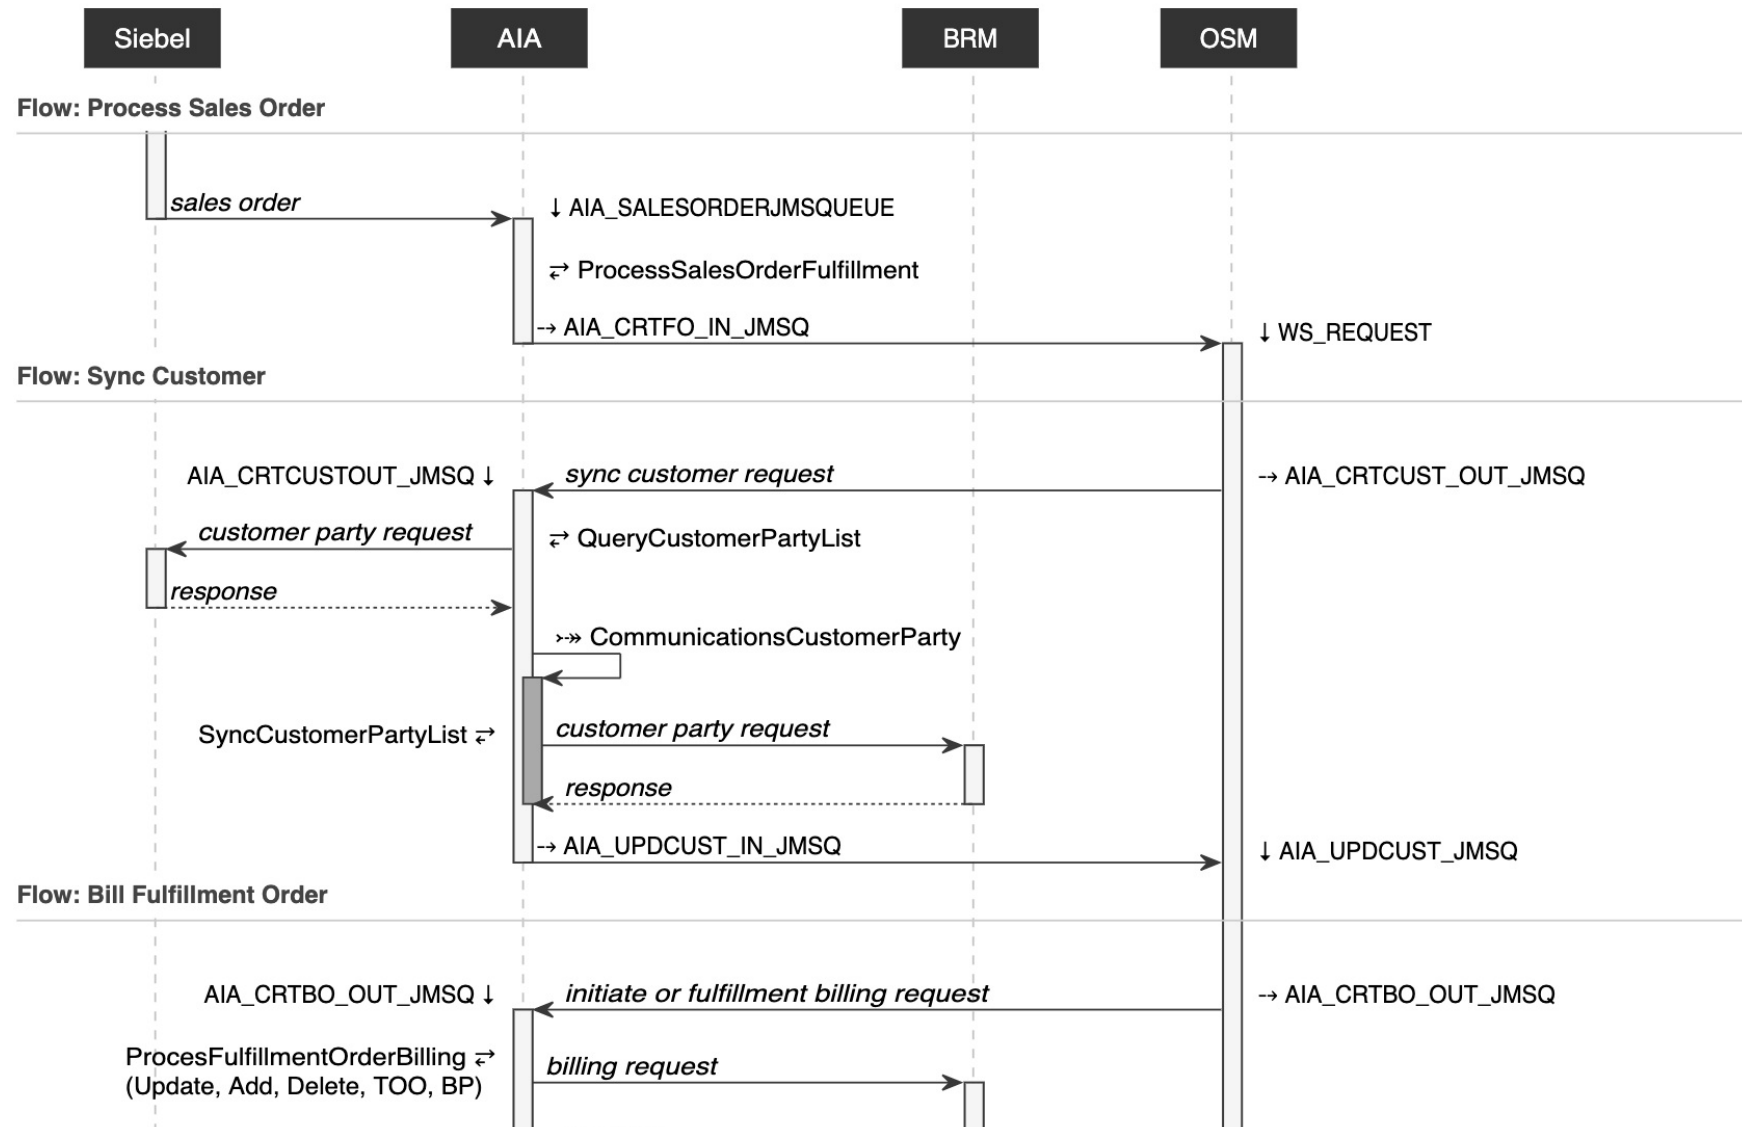 Siebel AIA BRM OSM
Flow: Process Sales Order
sales order
↓ AIA_SALESORDERJMSQUEUE
⇄ ProcessSalesOrderFulfillment
⇢ AIA_CRTFO_IN_JMSQ
↓ WS_REQUEST
Flow: Sync Customer
AIA_CRTCUSTOUT_JMSQ ↓
sync customer request
⇢ AIA_CRTCUST_OUT_JMSQ
customer party request
⇄ QueryCustomerPartyList
response
⤐ CommunicationsCustomerParty
SyncCustomerPartyList ⇄
customer party request
response
⇢ AIA_UPDCUST_IN_JMSQ
↓ AIA_UPDCUST_JMSQ
Flow: Bill Fulfillment Order
AIA_CRTBO_OUT_JMSQ ↓
initiate or fulfillment billing request
⇢ AIA_CRTBO_OUT_JMSQ
ProcesFulfillmentOrderBilling ⇄
(Update, Add, Delete, TOO, BP)
billing request